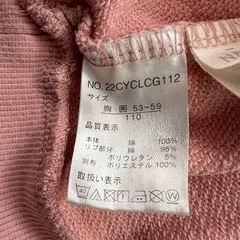 NO.22CYCLCG112
サイズ
胸 囲 53~59
110
品質表示
本体 綿 100%
リブ部分 綿 95%
ポリウレタン 5%
別布 ポリエステル 100%
取扱い表示
40